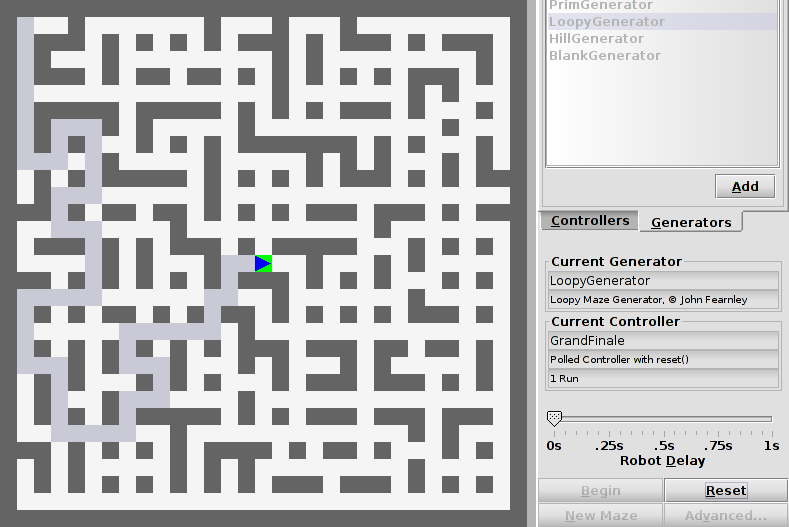 PrimGenerator
LoopyGenerator
HillGenerator
BlankGenerator
Add
Controllers Generators
Current Generator
LoopyGenerator
Loopy Maze Generator, © John Fearnley
Current Controller
GrandFinale
Polled Controller with reset()
1 Run
0s .25s .5s .75s 1s
Robot Delay
Begin Reset
New Maze Advanced...